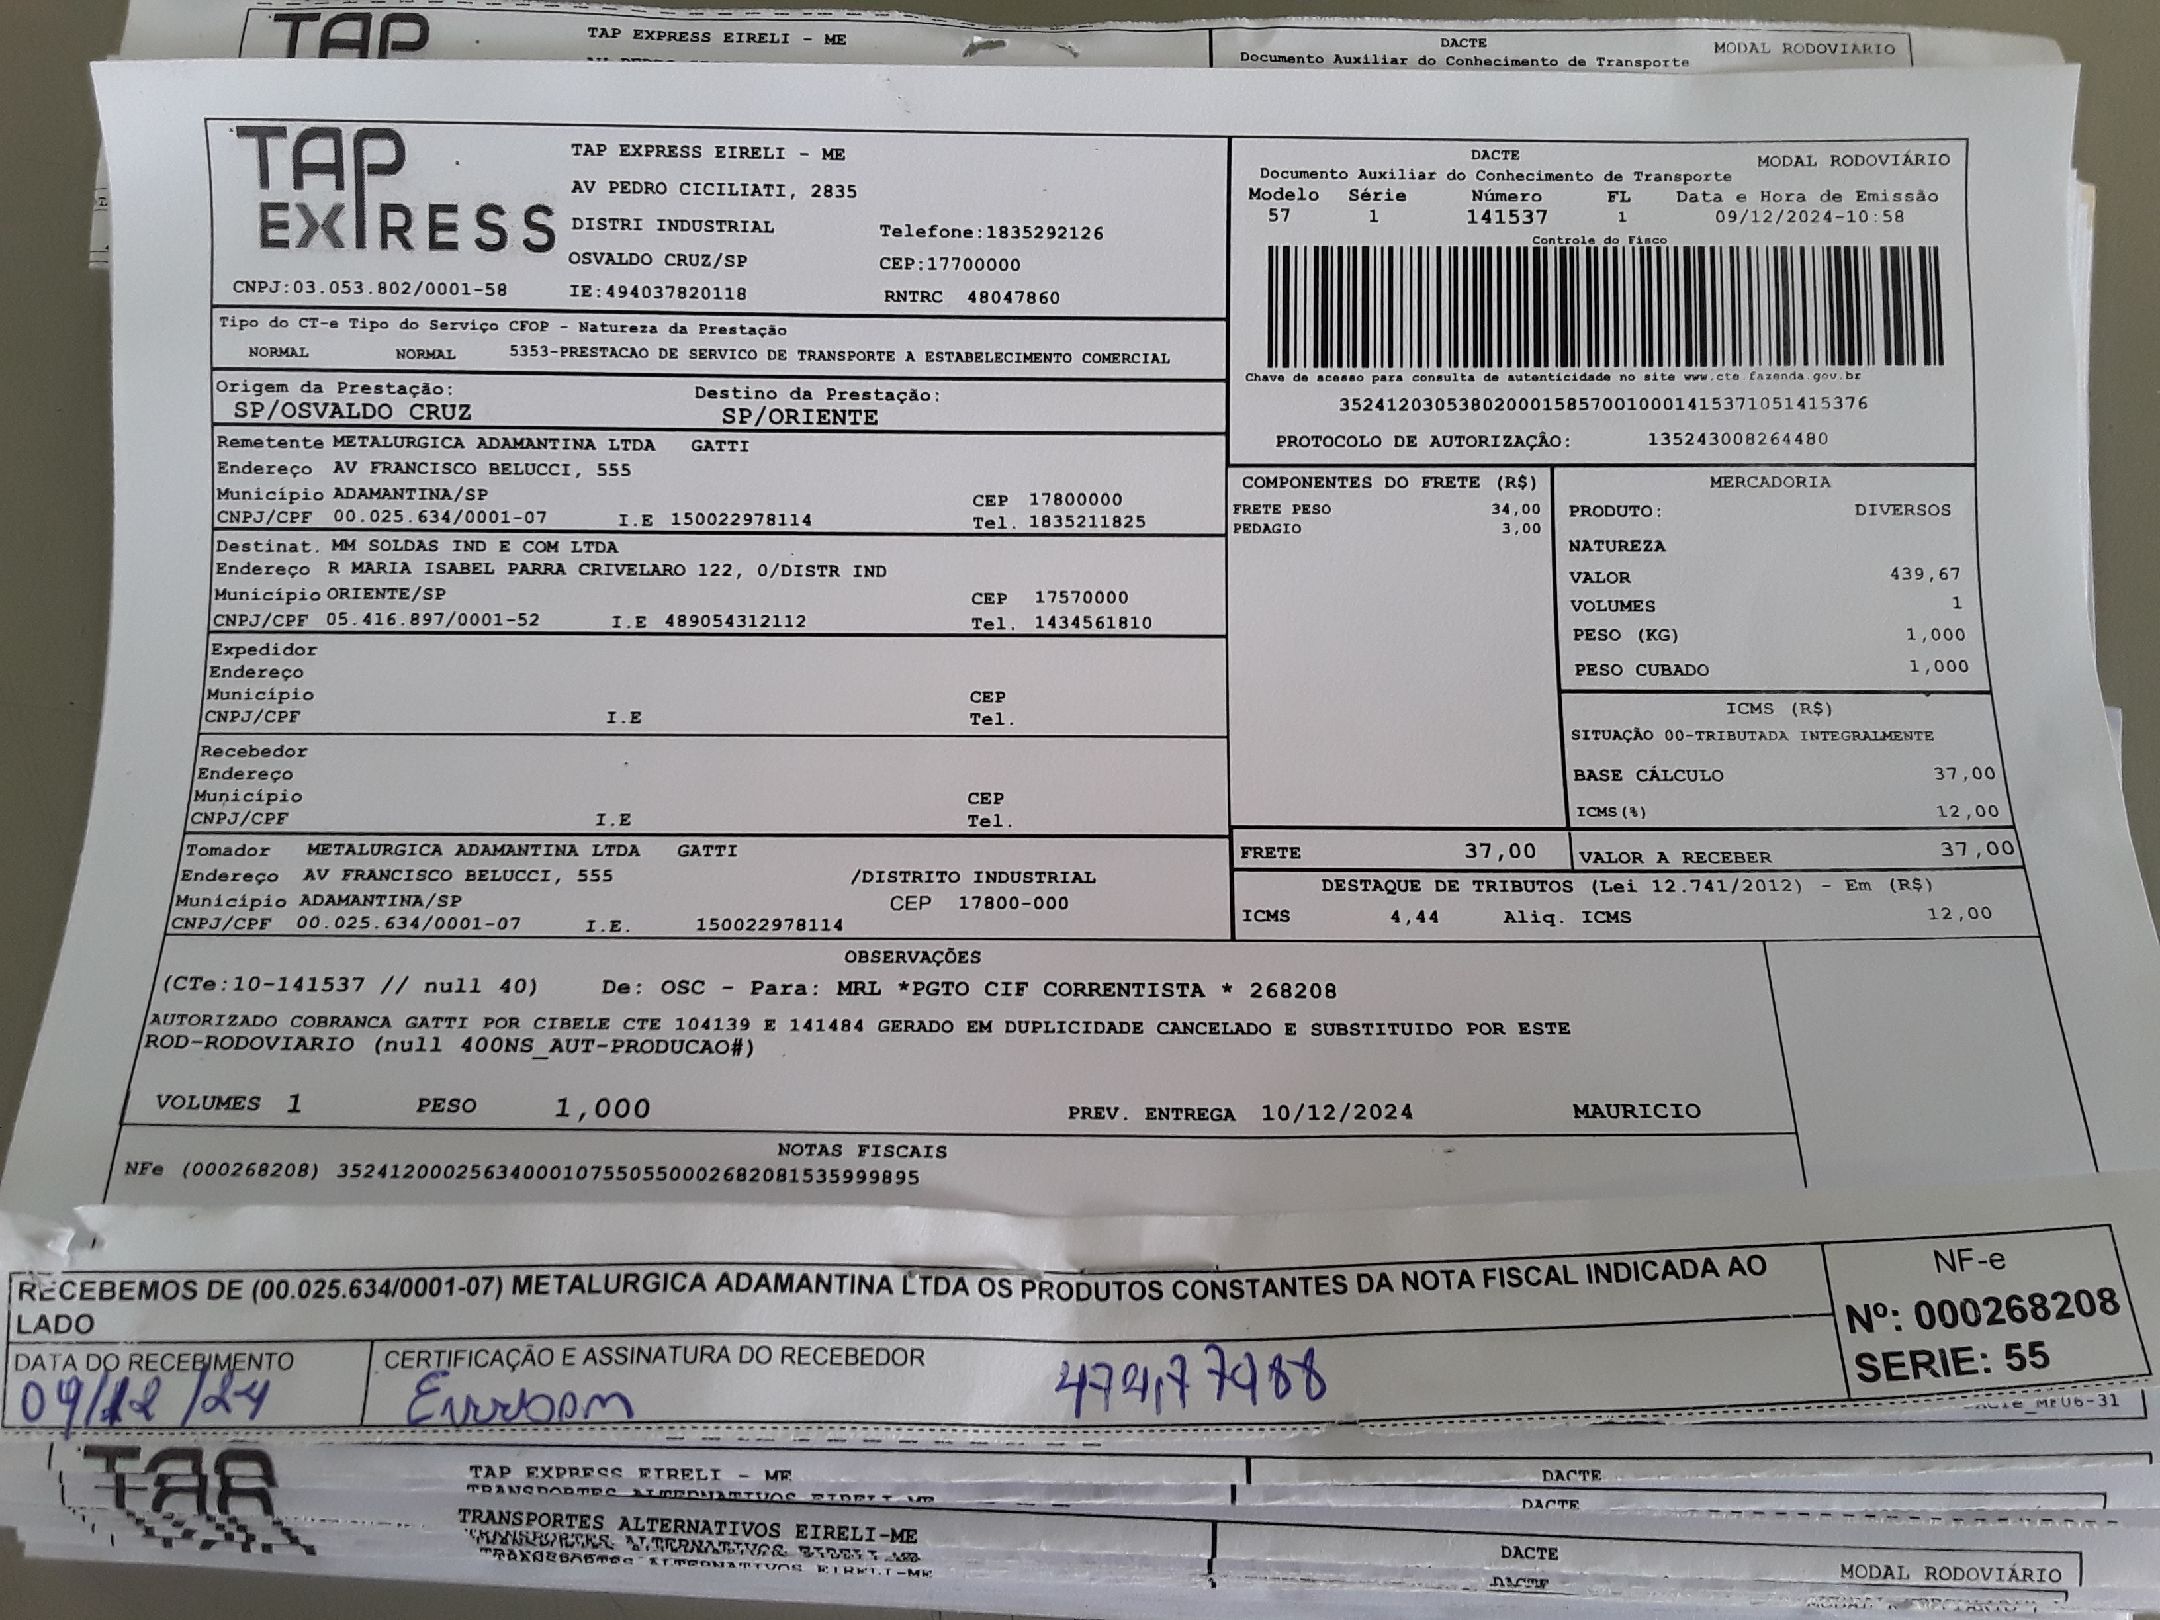 TAP
TAP EXPRESS EIRELI - ME
DACTE
MODAL RODOVIARIO
Documento Auxiliar do Conhecimento de Transporte
TAP EXPRESS
TAP EXPRESS EIRELI - ME
AV PEDRO CICILIATI, 2835
DISTRI INDUSTRIAL
Telefone:1835292126
OSVALDO CRUZ/SP
CEP:17700000
CNPJ:03.053.802/0001-58
IE:494037820118
RNTRC 48047860
DACTE
MODAL RODOVIÁRIO
Documento Auxiliar do Conhecimento de Transporte
Modelo Série Número FL Data e Hora de Emissão
57 1 141537 1 09/12/2024-10:58
Controle do Fisco
Chave de acesso para consulta de autenticidade no site www.cte.fazenda.gov.br
35241203053802000158570010001415371051415376
PROTOCOLO DE AUTORIZAÇÃO: 135243008264480
Tipo do CT-e Tipo do Serviço CFOP - Natureza da Prestação
NORMAL NORMAL 5353-PRESTACAO DE SERVICO DE TRANSPORTE A ESTABELECIMENTO COMERCIAL
Origem da Prestação: Destino da Prestação:
SP/OSVALDO CRUZ SP/ORIENTE
Remetente METALURGICA ADAMANTINA LTDA GATTI
Endereço AV FRANCISCO BELUCCI, 555
Município ADAMANTINA/SP CEP 17800000
CNPJ/CPF 00.025.634/0001-07 I.E 150022978114 Tel. 1835211825
Destinat. MM SOLDAS IND E COM LTDA
Endereço R MARIA ISABEL PARRA CRIVELARO 122, 0/DISTR IND
Município ORIENTE/SP CEP 17570000
CNPJ/CPF 05.416.897/0001-52 I.E 489054312112 Tel. 1434561810
Expedidor
Endereço
Município CEP
CNPJ/CPF I.E Tel.
Recebedor
Endereço
Município CEP
CNPJ/CPF I.E Tel.
Tomador METALURGICA ADAMANTINA LTDA GATTI
Endereço AV FRANCISCO BELUCCI, 555 /DISTRITO INDUSTRIAL
Município ADAMANTINA/SP CEP 17800-000
CNPJ/CPF 00.025.634/0001-07 I.E. 150022978114
COMPONENTES DO FRETE (R$)
FRETE PESO 34,00
PEDAGIO 3,00
MERCADORIA
PRODUTO: DIVERSOS
NATUREZA
VALOR 439,67
VOLUMES 1
PESO (KG) 1,000
PESO CUBADO 1,000
ICMS (R$)
SITUAÇÃO 00-TRIBUTADA INTEGRALMENTE
BASE CÁLCULO 37,00
ICMS(%) 12,00
FRETE 37,00 VALOR A RECEBER 37,00
DESTAQUE DE TRIBUTOS (Lei 12.741/2012) - Em (R$)
ICMS 4,44 Aliq. ICMS 12,00
OBSERVAÇÕES
(CTe:10-141537 // null 40) De: OSC - Para: MRL *PGTO CIF CORRENTISTA * 268208
AUTORIZADO COBRANCA GATTI POR CIBELE CTE 104139 E 141484 GERADO EM DUPLICIDADE CANCELADO E SUBSTITUIDO POR ESTE
ROD-RODOVIARIO (null 400NS_AUT-PRODUCAO#)
VOLUMES 1 PESO 1,000 PREV. ENTREGA 10/12/2024 MAURICIO
NOTAS FISCAIS
NFe (000268208) 35241200025634000107550550002682081535999895
RECEBEMOS DE (00.025.634/0001-07) METALURGICA ADAMANTINA LTDA OS PRODUTOS CONSTANTES DA NOTA FISCAL INDICADA AO
LADO
NF-e
Nº: 000268208
SERIE: 55
DATA DO RECEBIMENTO CERTIFICAÇÃO E ASSINATURA DO RECEBEDOR
09/12/24
TAP EXPRESS EIRELI - ME DACTE
TRANSPORTES ALTERNATIVOS EIRELI-ME DACTE
TRANSPORTES ALTERNATIVOS EIRELI-ME DACTE
MODAL RODOVIÁRIO
TRANSPORTES ALTERNATIVOS EIRELI-ME
TRANSPORTES ALTERNATIVOS EIRELI-ME DACTE